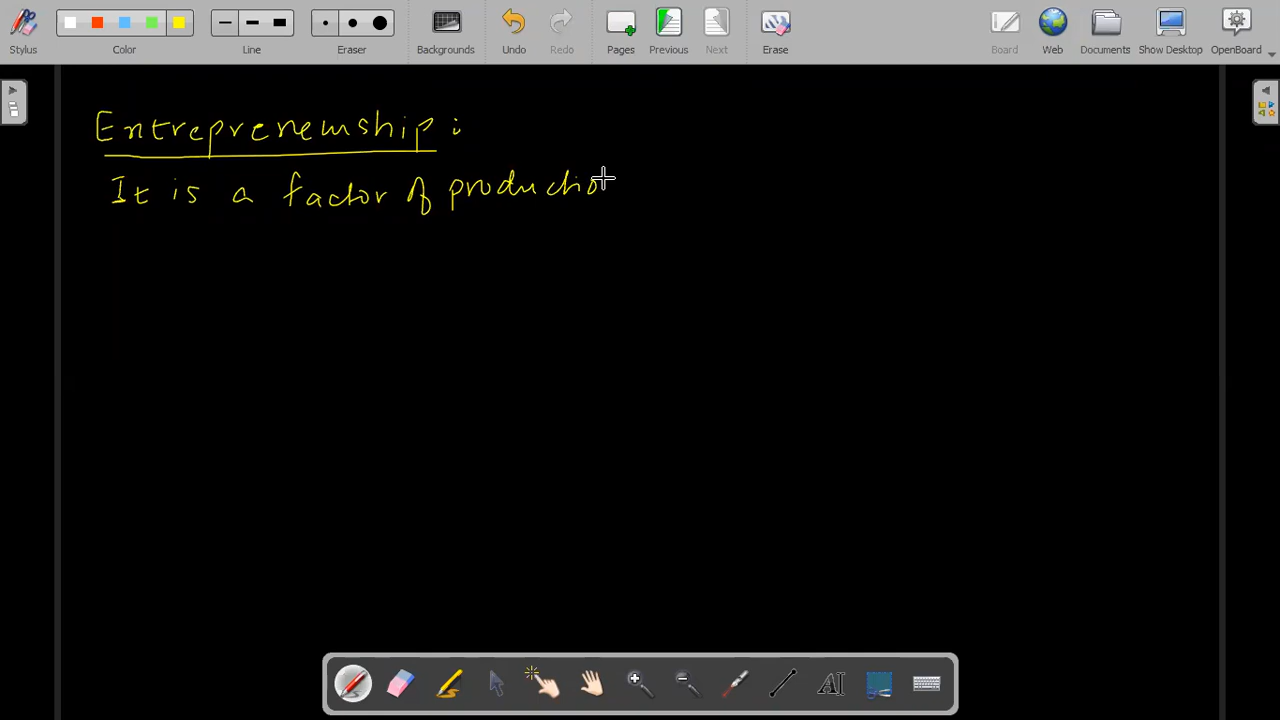 Stylus
Color
Line
Eraser
Backgrounds
Undo
Redo
Pages
Previous
Next
Erase
Board
Web
Documents
Show Desktop
OpenBoard
Entrepreneurship :
It is a factor of productio
AI